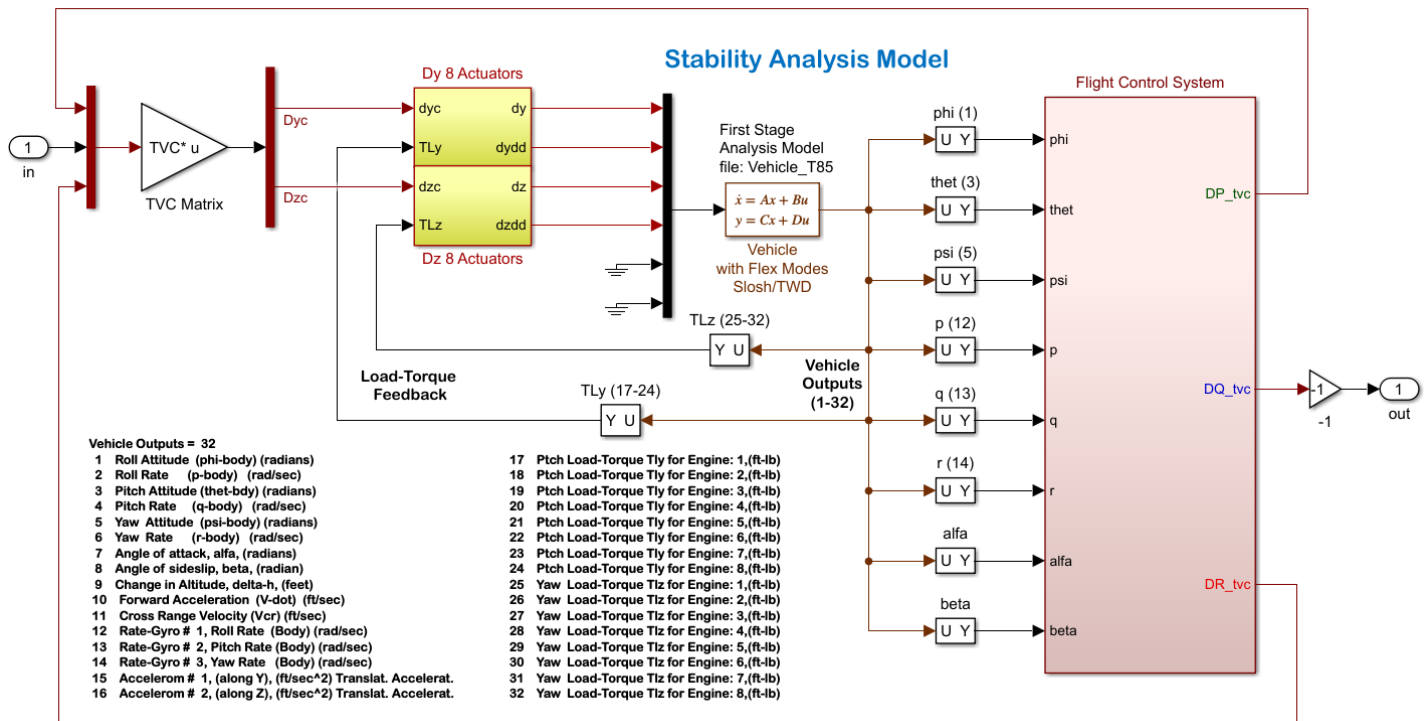 Stability Analysis Model
Dy 8 Actuators
Flight Control System
1
in
TVC* u
TVC Matrix
Dyc
Dzc
dyc
dy
TLy
dydd
dzc
dz
TLz
dzdd
Dz 8 Actuators
First Stage
Analysis Model
file: Vehicle_T85
ẋ = Ax + Bu
y = Cx + Du
Vehicle
with Flex Modes
Slosh/TWD
phi (1)
U Y
phi
thet (3)
U Y
thet
psi (5)
U Y
psi
p (12)
U Y
p
q (13)
U Y
q
r (14)
U Y
r
alfa
U Y
alfa
beta
U Y
beta
DP_tvc
DQ_tvc
DR_tvc
-1
-1
1
out
TLz (25-32)
Y U
Load-Torque
Feedback
TLy (17-24)
Y U
Vehicle
Outputs
(1-32)
Vehicle Outputs = 32
1 Roll Attitude (phi-body) (radians)
2 Roll Rate (p-body) (rad/sec)
3 Pitch Attitude (thet-bdy) (radians)
4 Pitch Rate (q-body) (rad/sec)
5 Yaw Attitude (psi-body) (radians)
6 Yaw Rate (r-body) (rad/sec)
7 Angle of attack, alfa, (radians)
8 Angle of sideslip, beta, (radian)
9 Change in Altitude, delta-h, (feet)
10 Forward Acceleration (V-dot) (ft/sec)
11 Cross Range Velocity (Vcr) (ft/sec)
12 Rate-Gyro # 1, Roll Rate (Body) (rad/sec)
13 Rate-Gyro # 2, Pitch Rate (Body) (rad/sec)
14 Rate-Gyro # 3, Yaw Rate (Body) (rad/sec)
15 Accelerom # 1, (along Y), (ft/sec^2) Translat. Accelerat.
16 Accelerom # 2, (along Z), (ft/sec^2) Translat. Accelerat.
17 Ptch Load-Torque Tly for Engine: 1,(ft-lb)
18 Ptch Load-Torque Tly for Engine: 2,(ft-lb)
19 Ptch Load-Torque Tly for Engine: 3,(ft-lb)
20 Ptch Load-Torque Tly for Engine: 4,(ft-lb)
21 Ptch Load-Torque Tly for Engine: 5,(ft-lb)
22 Ptch Load-Torque Tly for Engine: 6,(ft-lb)
23 Ptch Load-Torque Tly for Engine: 7,(ft-lb)
24 Ptch Load-Torque Tly for Engine: 8,(ft-lb)
25 Yaw Load-Torque Tlz for Engine: 1,(ft-lb)
26 Yaw Load-Torque Tlz for Engine: 2,(ft-lb)
27 Yaw Load-Torque Tlz for Engine: 3,(ft-lb)
28 Yaw Load-Torque Tlz for Engine: 4,(ft-lb)
29 Yaw Load-Torque Tlz for Engine: 5,(ft-lb)
30 Yaw Load-Torque Tlz for Engine: 6,(ft-lb)
31 Yaw Load-Torque Tlz for Engine: 7,(ft-lb)
32 Yaw Load-Torque Tlz for Engine: 8,(ft-lb)